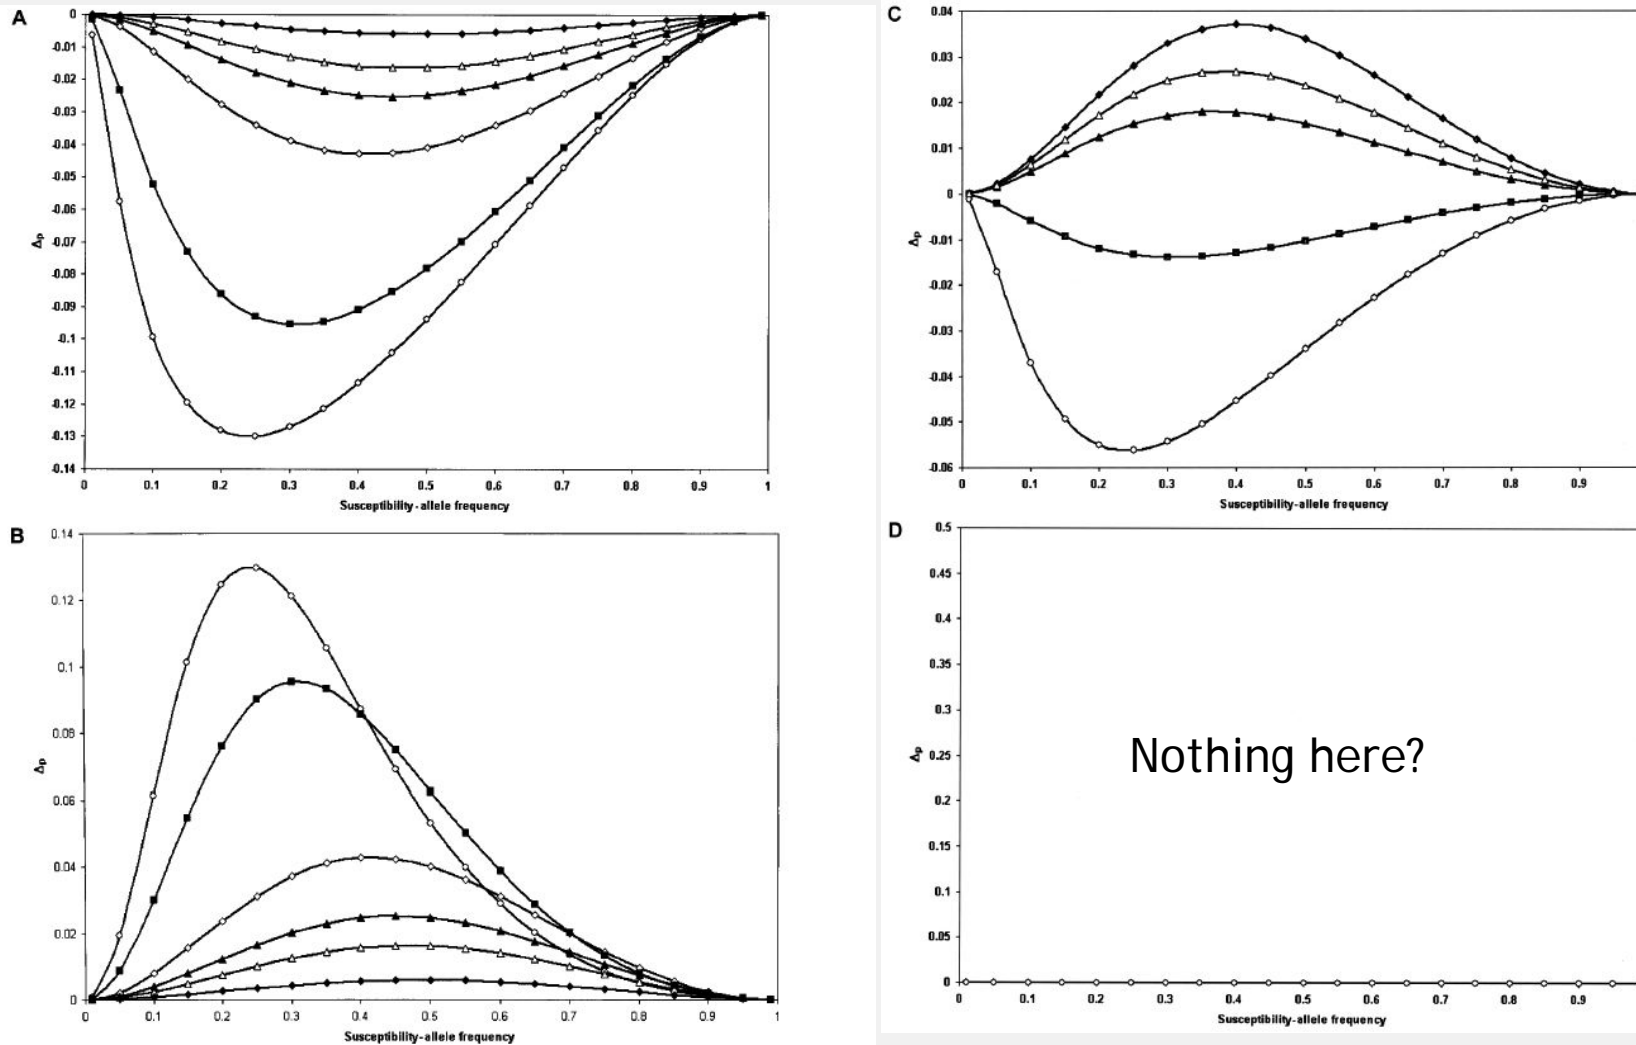 A
0
-0.01
-0.02
-0.03
-0.04
-0.05
-0.06
-0.07
-0.08
-0.09
-0.1
-0.11
-0.12
-0.13
-0.14
Δp
0 0.1 0.2 0.3 0.4 0.5 0.6 0.7 0.8 0.9 1
Susceptibility-allele frequency
B
0.14
0.12
0.1
0.08
0.06
0.04
0.02
0
Δp
0 0.1 0.2 0.3 0.4 0.5 0.6 0.7 0.8 0.9 1
Susceptibility-allele frequency
C
0.04
0.03
0.02
0.01
0
-0.01
-0.02
-0.03
-0.04
-0.05
-0.06
Δp
0 0.1 0.2 0.3 0.4 0.5 0.6 0.7 0.8 0.9
Susceptibility-allele frequency
D
0.5
0.45
0.4
0.35
0.3
0.25
0.2
0.15
0.1
0.05
0
Δp
Nothing here?
0 0.1 0.2 0.3 0.4 0.5 0.6 0.7 0.8 0.9
Susceptibility-allele frequency